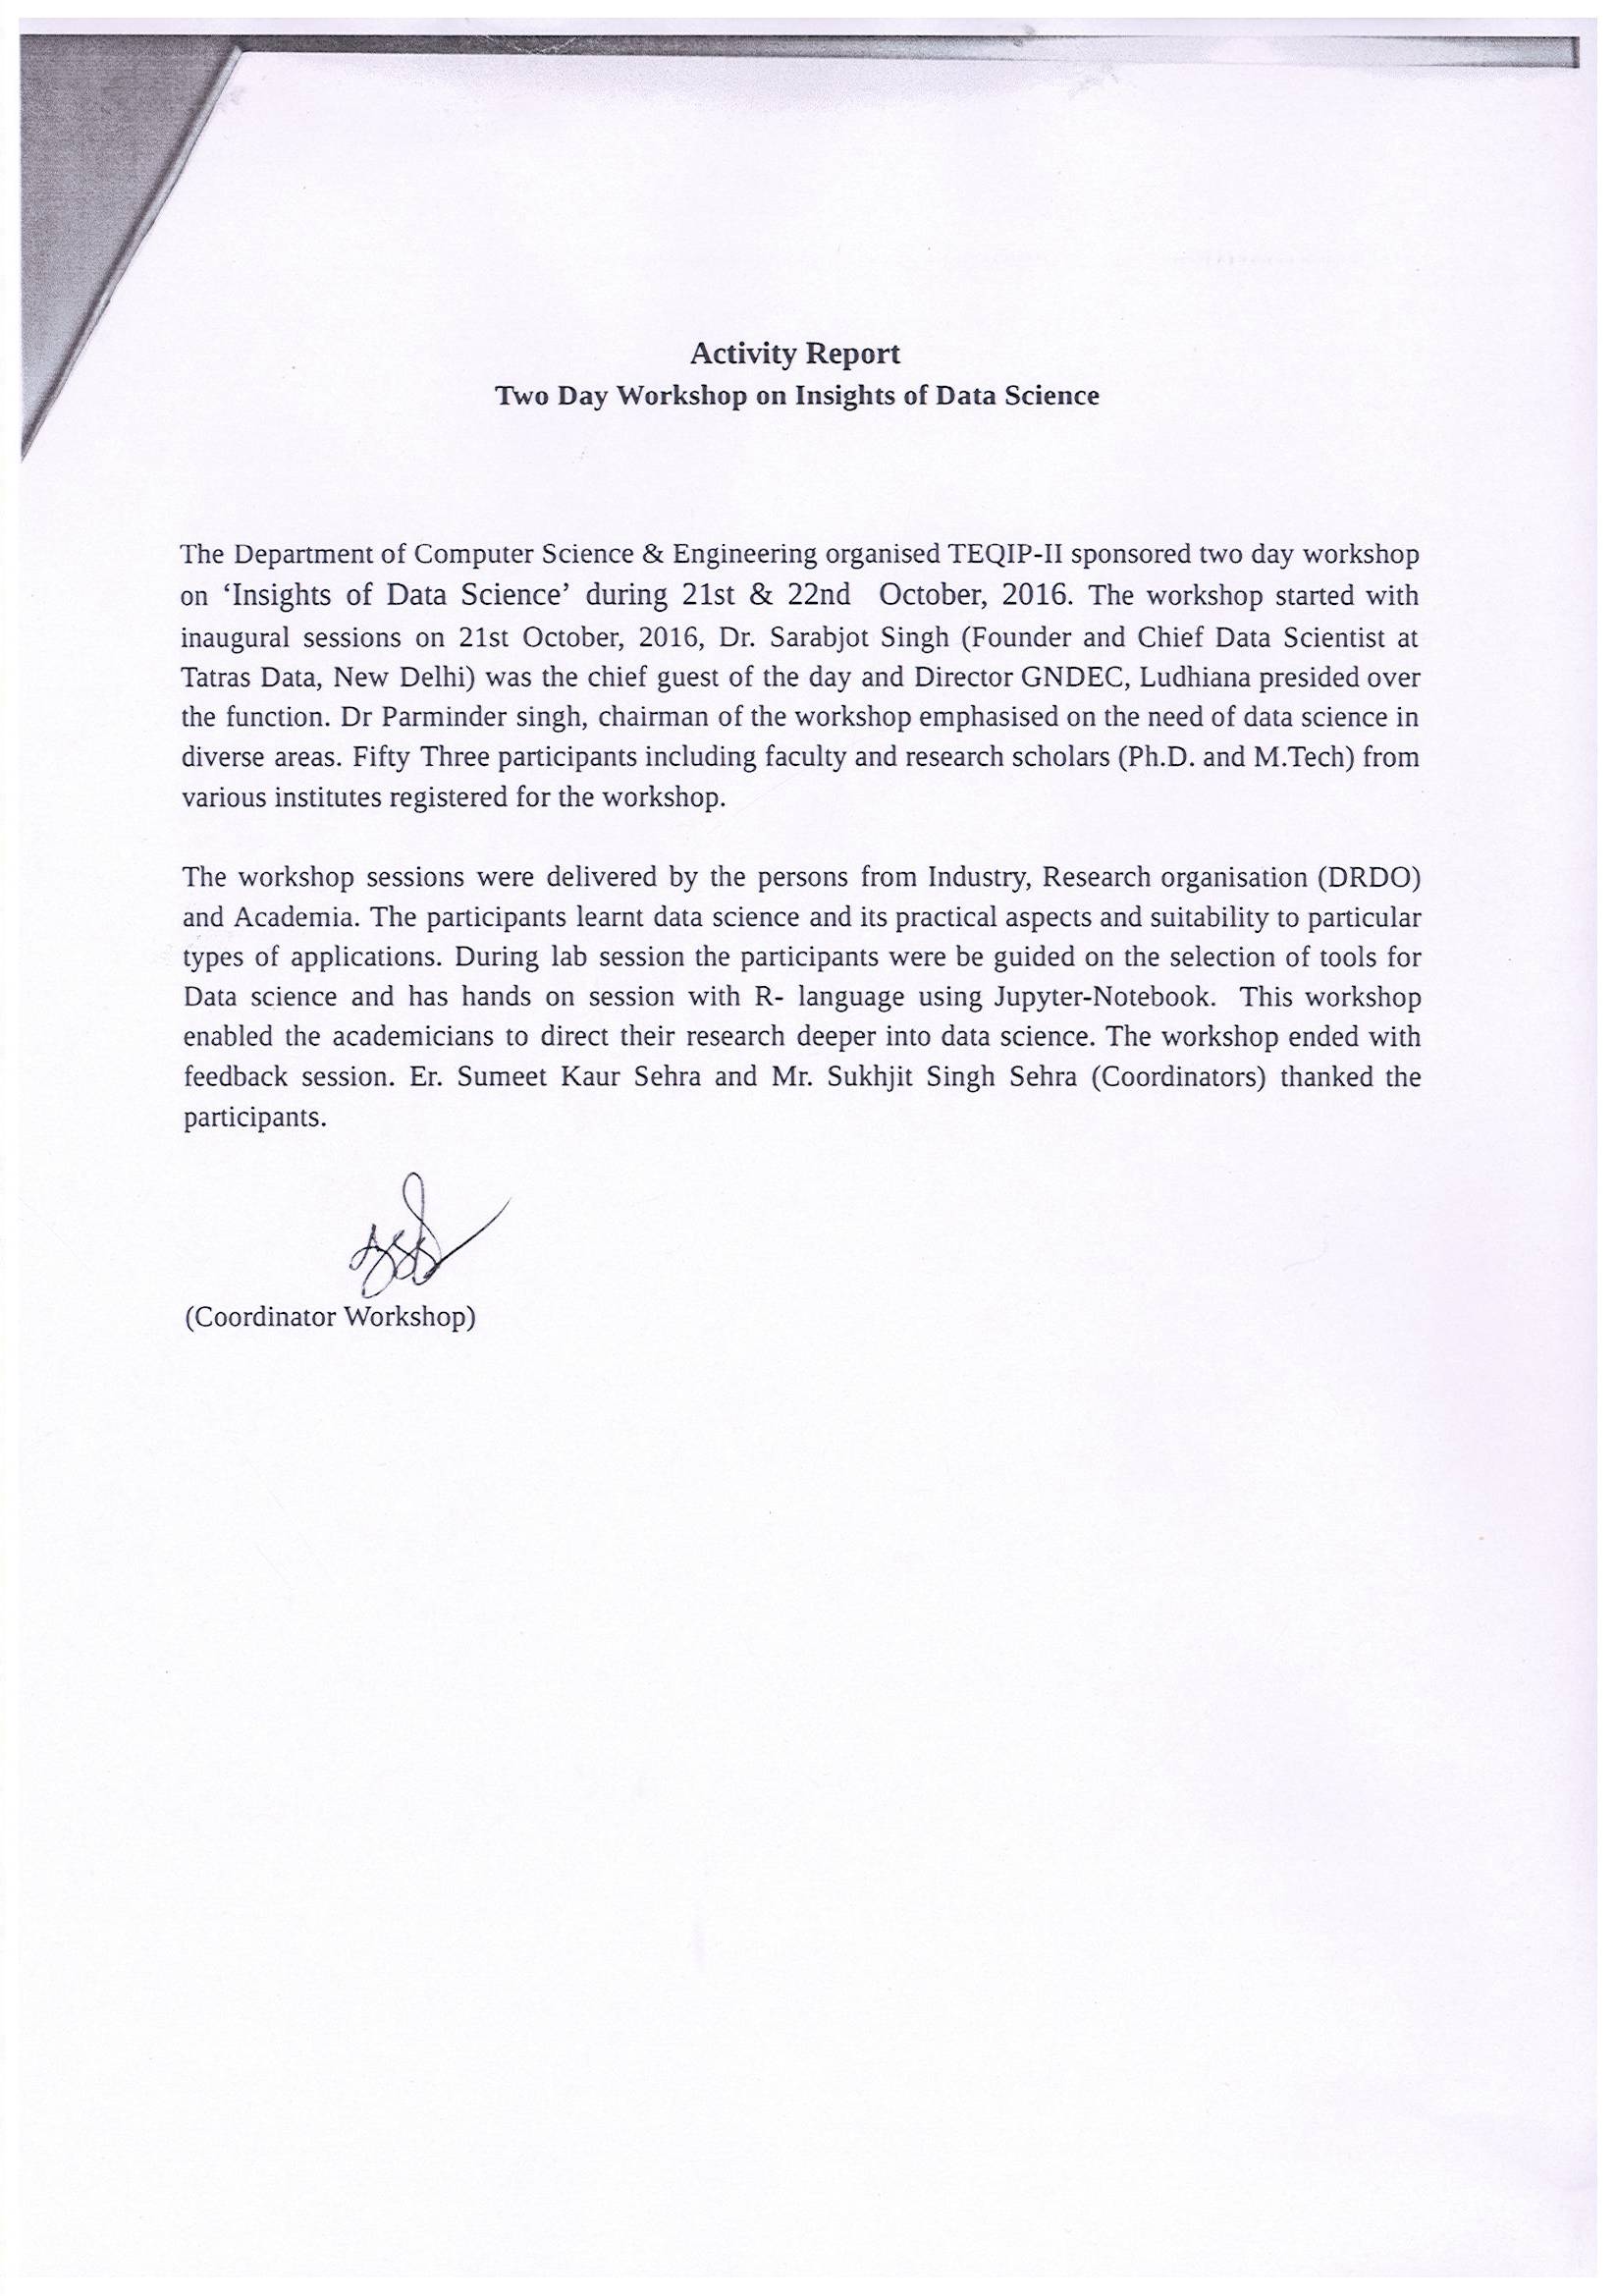 Activity Report
Two Day Workshop on Insights of Data Science
The Department of Computer Science & Engineering organised TEQIP-II sponsored two day workshop
on ‘Insights of Data Science’ during 21st & 22nd  October, 2016. The workshop started with
inaugural sessions on 21st October, 2016, Dr. Sarabjot Singh (Founder and Chief Data Scientist at
Tatras Data, New Delhi) was the chief guest of the day and Director GNDEC, Ludhiana presided over
the function. Dr Parminder singh, chairman of the workshop emphasised on the need of data science in
diverse areas. Fifty Three participants including faculty and research scholars (Ph.D. and M.Tech) from
various institutes registered for the workshop.
The workshop sessions were delivered by the persons from Industry, Research organisation (DRDO)
and Academia. The participants learnt data science and its practical aspects and suitability to particular
types of applications. During lab session the participants were be guided on the selection of tools for
Data science and has hands on session with R- language using Jupyter-Notebook.  This workshop
enabled the academicians to direct their research deeper into data science. The workshop ended with
feedback session. Er. Sumeet Kaur Sehra and Mr. Sukhjit Singh Sehra (Coordinators) thanked the
participants.
(Coordinator Workshop)